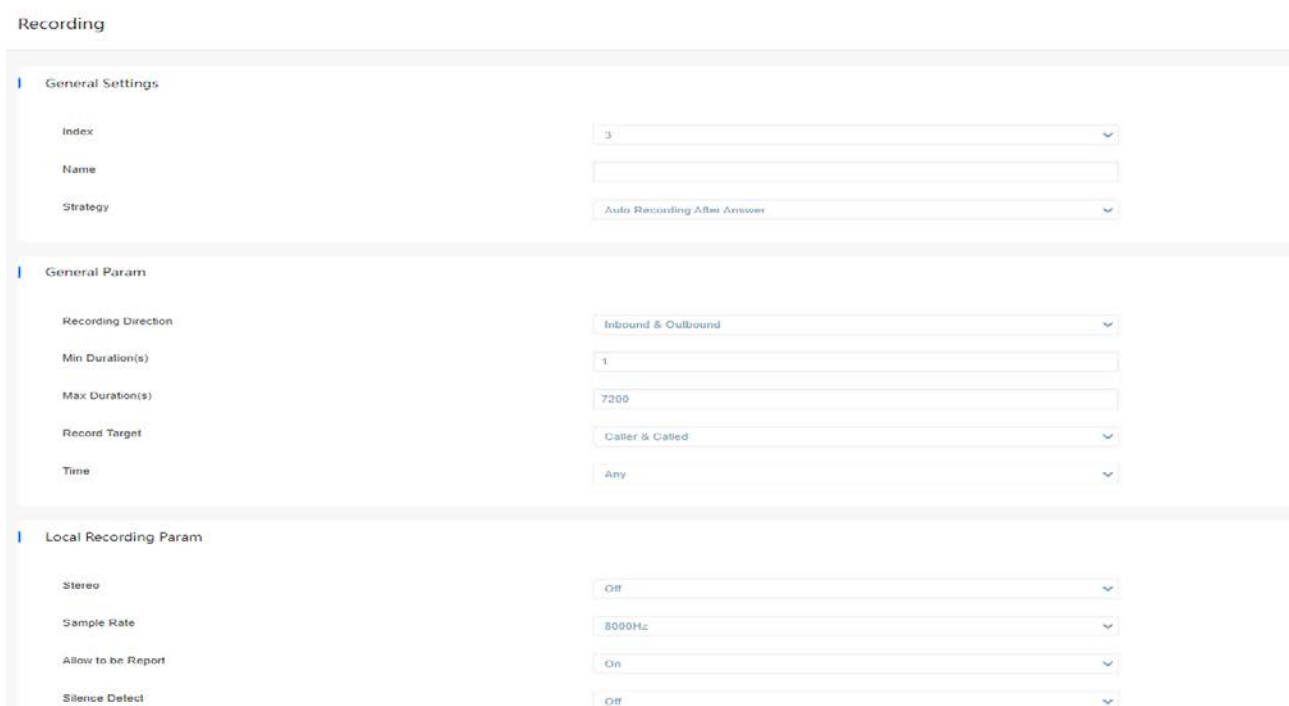 Recording
General Settings
Index 3
Name
Strategy Auto Recording After Answer
General Param
Recording Direction Inbound & Outbound
Min Duration(s) 1
Max Duration(s) 7200
Record Target Caller & Called
Time Any
Local Recording Param
Stereo Off
Sample Rate 8000Hz
Allow to be Report On
Silence Detect Off